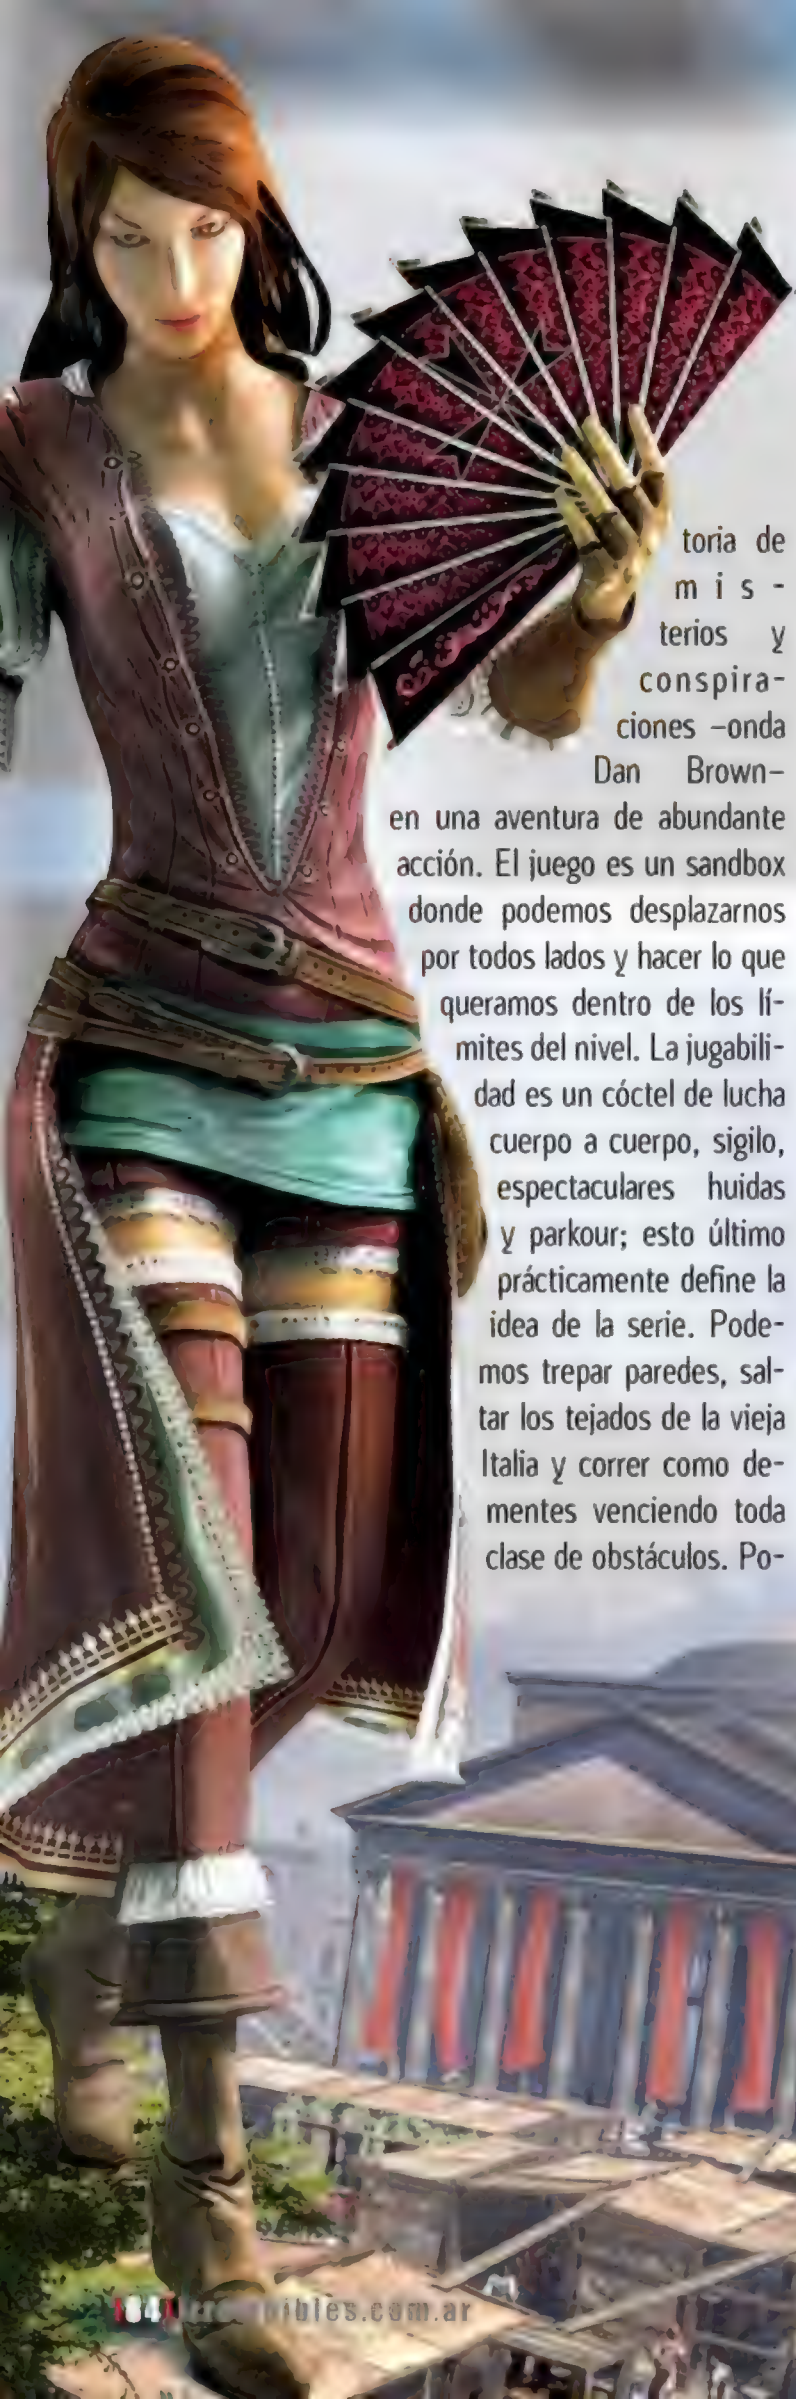 toria de
mis-
terios y
conspira-
ciones –onda
Dan Brown–
en una aventura de abundante
acción. El juego es un sandbox
donde podemos desplazarnos
por todos lados y hacer lo que
queramos dentro de los lí-
mites del nivel. La jugabili-
dad es un cóctel de lucha
cuerpo a cuerpo, sigilo,
espectaculares huidas
y parkour; esto último
prácticamente define la
idea de la serie. Pode-
mos trepar paredes, sal-
tar los tejados de la vieja
Italia y correr como de-
mentes venciendo toda
clase de obstáculos. Po-
84